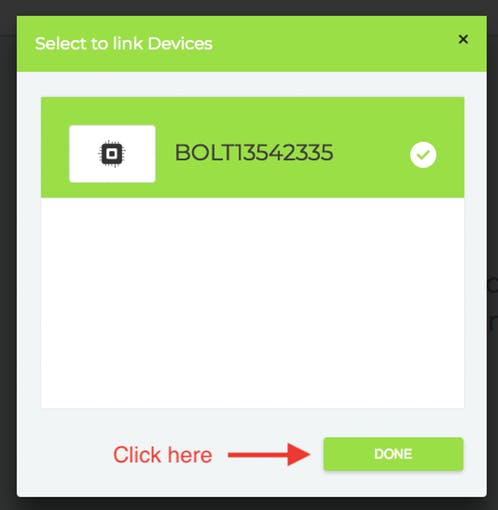 Select to link Devices
×
BOLT13542335
Click here
DONE